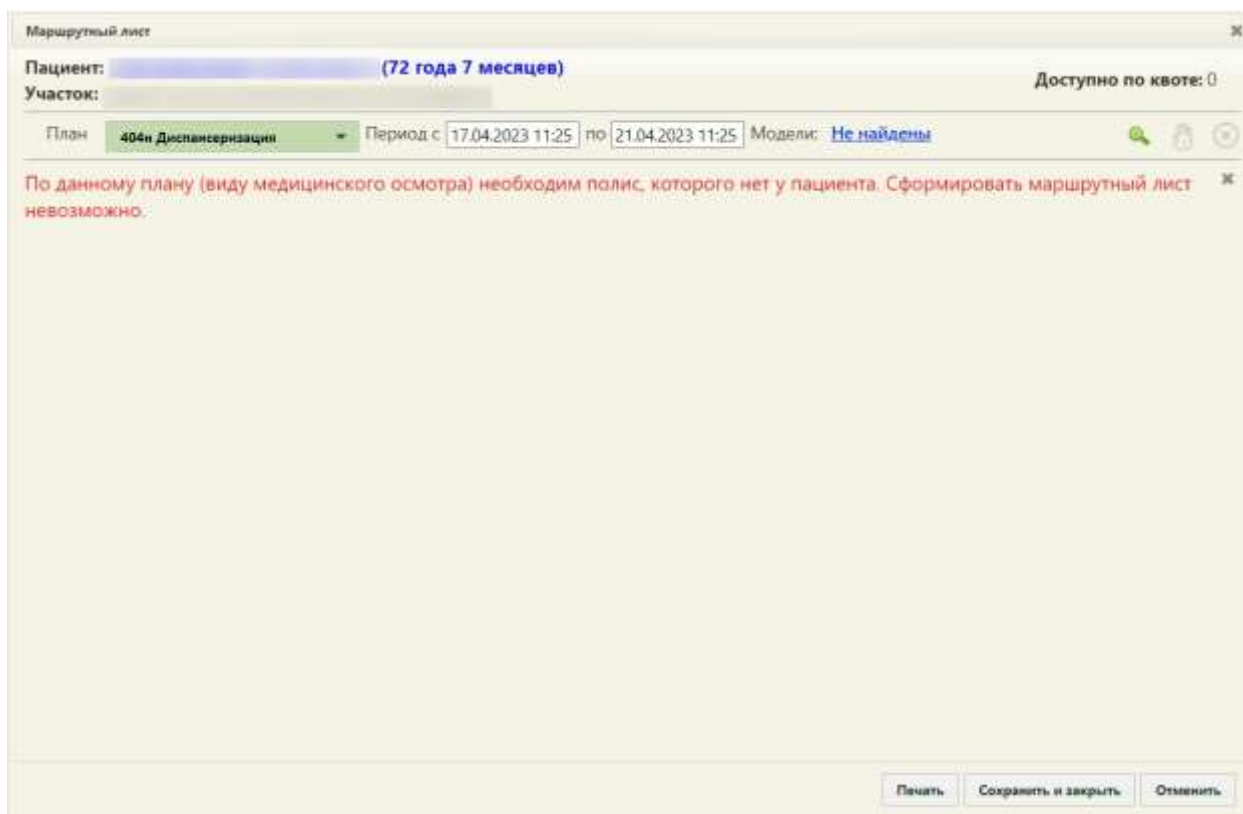 Маршрутный лист
Пациент: (72 года 7 месяцев)
Участок:
Доступно по квоте: 0
План 404н Диспансеризация Период с 17.04.2023 11:25 по 21.04.2023 11:25 Модели: Не найдены
По данному плану (виду медицинского осмотра) необходим полис, которого нет у пациента. Сформировать маршрутный лист
невозможно.
Печать Сохранить и закрыть Отменить